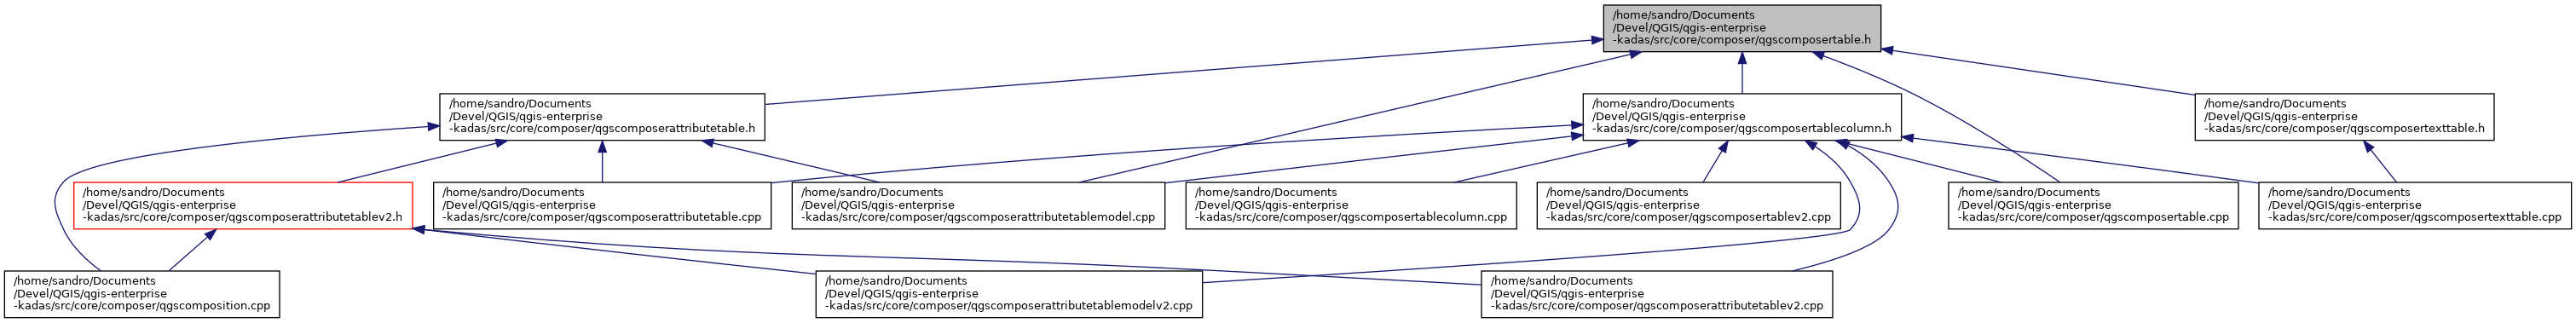 /home/sandro/Documents
/Devel/QGIS/qgis-enterprise
-kadas/src/core/composer/qgscomposertable.h
/home/sandro/Documents
/Devel/QGIS/qgis-enterprise
-kadas/src/core/composer/qgscomposerattributetable.h
/home/sandro/Documents
/Devel/QGIS/qgis-enterprise
-kadas/src/core/composer/qgscomposertablecolumn.h
/home/sandro/Documents
/Devel/QGIS/qgis-enterprise
-kadas/src/core/composer/qgscomposertexttable.h
/home/sandro/Documents
/Devel/QGIS/qgis-enterprise
-kadas/src/core/composer/qgscomposerattributetablev2.h
/home/sandro/Documents
/Devel/QGIS/qgis-enterprise
-kadas/src/core/composer/qgscomposerattributetable.cpp
/home/sandro/Documents
/Devel/QGIS/qgis-enterprise
-kadas/src/core/composer/qgscomposerattributetablemodel.cpp
/home/sandro/Documents
/Devel/QGIS/qgis-enterprise
-kadas/src/core/composer/qgscomposertablecolumn.cpp
/home/sandro/Documents
/Devel/QGIS/qgis-enterprise
-kadas/src/core/composer/qgscomposertablev2.cpp
/home/sandro/Documents
/Devel/QGIS/qgis-enterprise
-kadas/src/core/composer/qgscomposertable.cpp
/home/sandro/Documents
/Devel/QGIS/qgis-enterprise
-kadas/src/core/composer/qgscomposertexttable.cpp
/home/sandro/Documents
/Devel/QGIS/qgis-enterprise
-kadas/src/core/composer/qgscomposition.cpp
/home/sandro/Documents
/Devel/QGIS/qgis-enterprise
-kadas/src/core/composer/qgscomposerattributetablemodelv2.cpp
/home/sandro/Documents
/Devel/QGIS/qgis-enterprise
-kadas/src/core/composer/qgscomposerattributetablev2.cpp